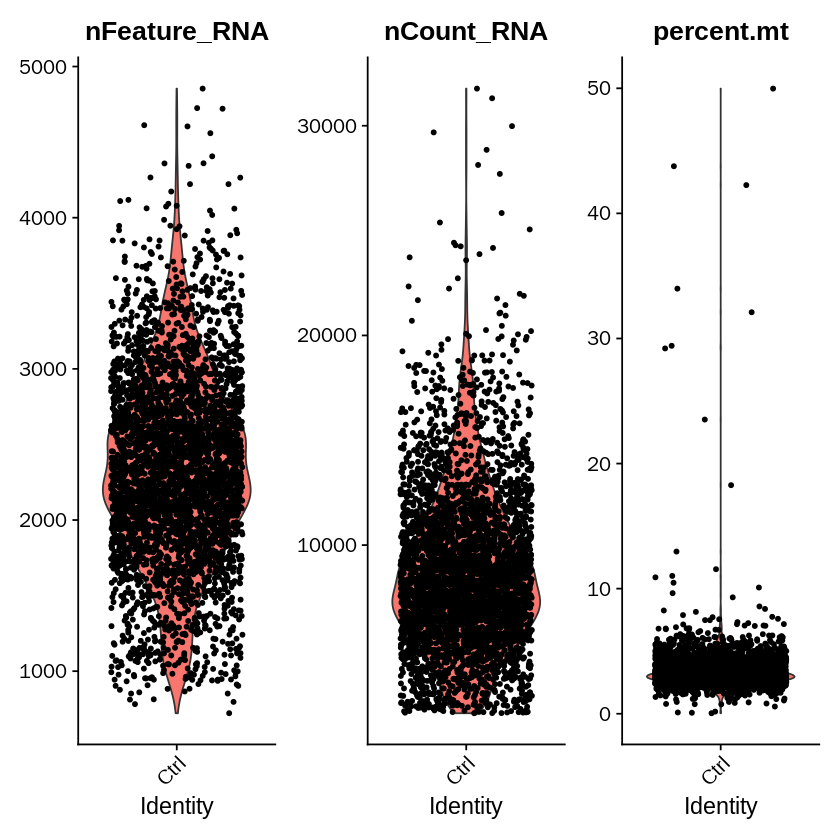 nFeature_RNA
5000
4000
3000
2000
1000
Ctrl
Identity
nCount_RNA
30000
20000
10000
Ctrl
Identity
percent.mt
50
40
30
20
10
0
Ctrl
Identity